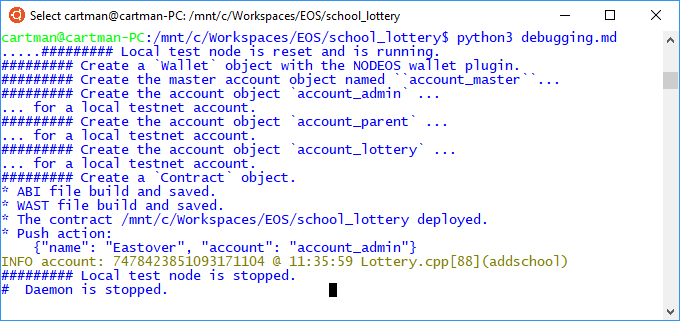 Select cartman@cartman-PC: /mnt/c/Workspaces/EOS/school_lottery
cartman@cartman-PC:/mnt/c/Workspaces/EOS/school_lottery$ python3 debugging.md
.....######### Local test node is reset and is running.
######### Create a `Wallet` object with the NODEOS wallet plugin.
######### Create the master account object named ``account_master``...
######### Create the account object `account_admin` ...
... for a local testnet account.
######### Create the account object `account_parent` ...
... for a local testnet account.
######### Create the account object `account_lottery` ...
... for a local testnet account.
######### Create a `Contract` object.
* ABI file build and saved.
* WAST file build and saved.
* The contract /mnt/c/Workspaces/EOS/school_lottery deployed.
* Push action:
    {"name": "Eastover", "account": "account_admin"}
INFO account: 7478423851093171104 @ 11:35:59 Lottery.cpp[88](addschool)
######### Local test node is stopped.
#  Daemon is stopped.